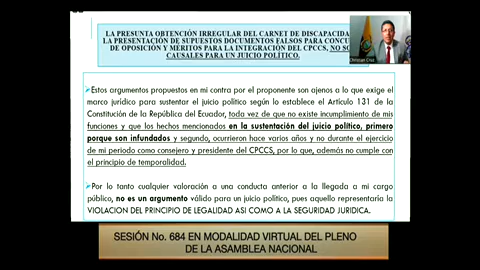 LA PRESUNTA OBTENCIÓN IRREGULAR DEL CARNET DE DISCAPACIDA
LA PRESENTACIÓN DE SUPUESTOS DOCUMENTOS FALSOS PARA CONCU
DE OPOSICIÓN Y MÉRITOS PARA LA INTEGRACIÓN DEL CPCCS, NO SO
CAUSALES PARA UN JUICIO POLÍTICO.
Christian Cruz
Estos argumentos propuestos en mi contra por el proponente son ajenos a lo que exige el
marco jurídico para sustentar el juicio político según lo establece el Artículo 131 de la
Constitución de la República del Ecuador, toda vez de que no existe incumplimiento de mis
funciones y que los hechos mencionados en la sustentación del juicio político, primero
porque son infundados y segundo, ocurrieron hace varios años y no durante el ejercicio
de mi periodo como consejero y presidente del CPCCS, por lo que, además no cumple con
el principio de temporalidad.
Por lo tanto cualquier valoración a una conducta anterior a la llegada a mi cargo
público, no es un argumento válido para un juicio político, pues aquello representaría la
VIOLACION DEL PRINCIPIO DE LEGALIDAD ASI COMO A LA SEGURIDAD JURIDICA.
SESIÓN No. 684 EN MODALIDAD VIRTUAL DEL PLENO
DE LA ASAMBLEA NACIONAL